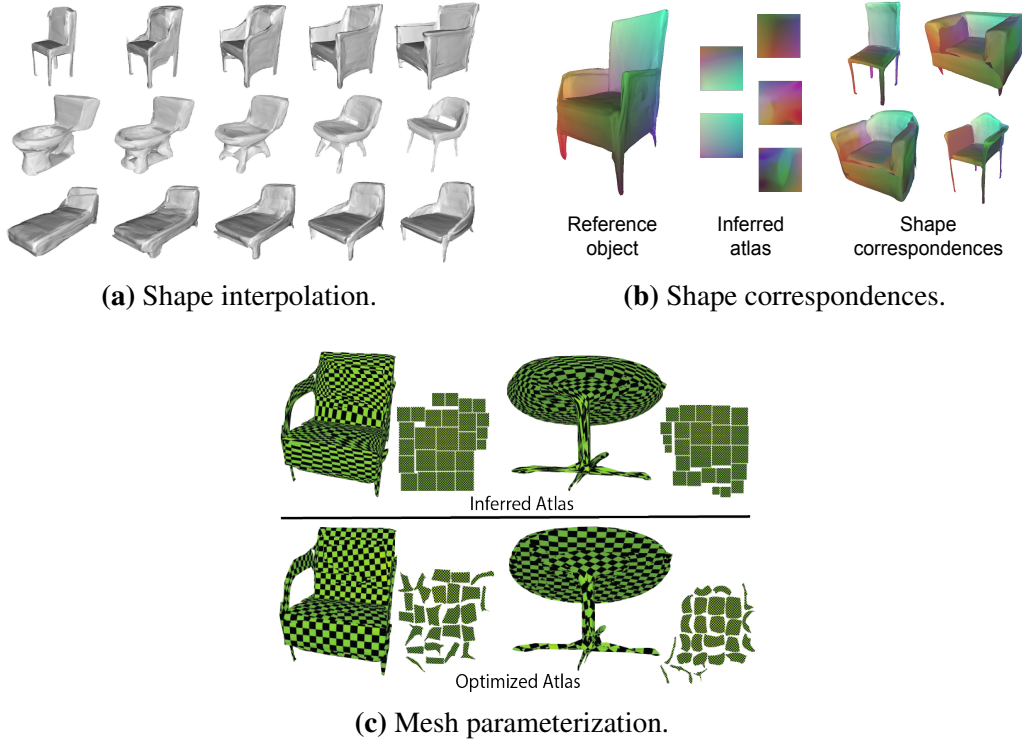 Reference
object
Inferred
atlas
Shape
correspondences
(a) Shape interpolation.
(b) Shape correspondences.
Inferred Atlas
Optimized Atlas
(c) Mesh parameterization.